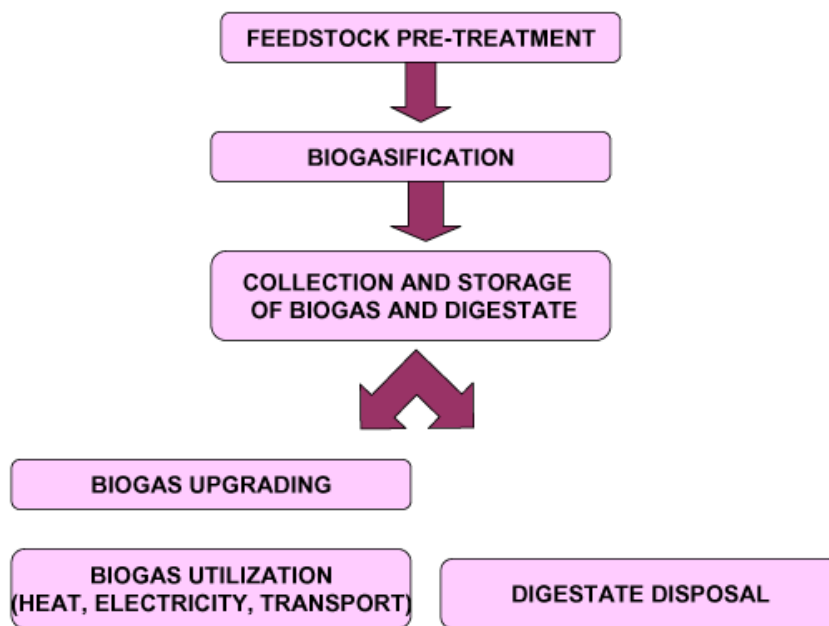 FEEDSTOCK PRE-TREATMENT
BIOGASIFICATION
COLLECTION AND STORAGE
OF BIOGAS AND DIGESTATE
BIOGAS UPGRADING
BIOGAS UTILIZATION
(HEAT, ELECTRICITY, TRANSPORT)
DIGESTATE DISPOSAL